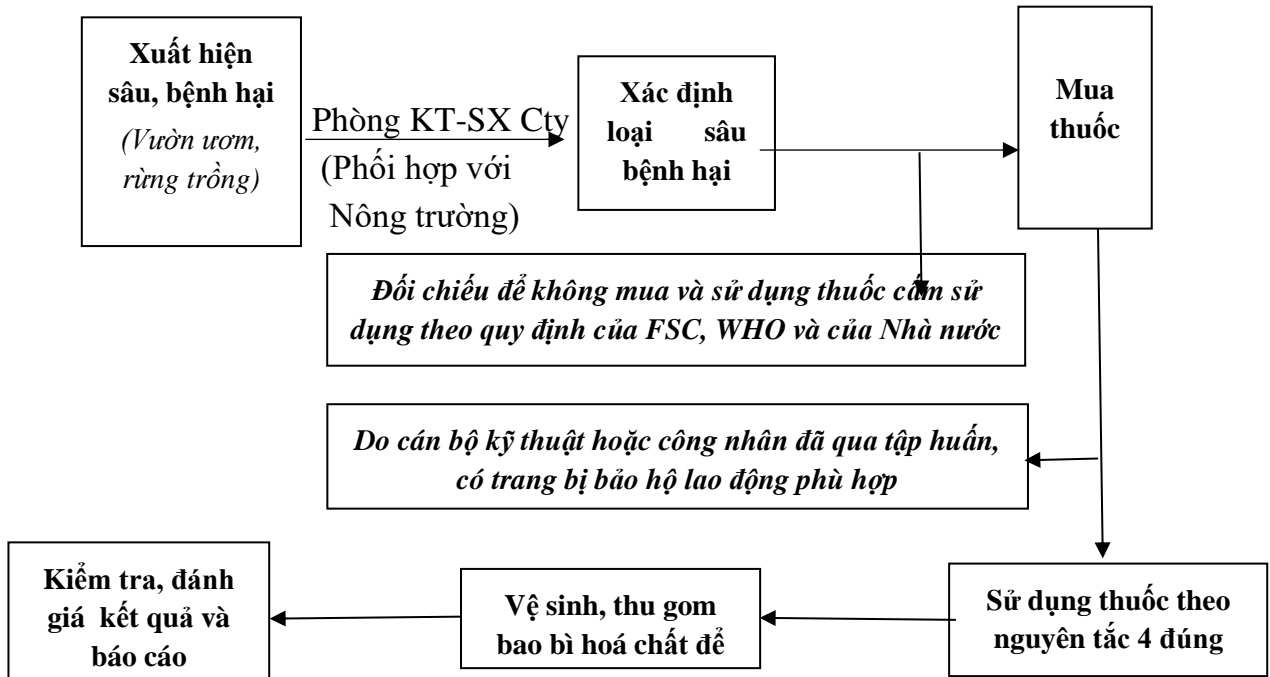 Xuất hiện
sâu, bệnh hại
(Vườn ươm,
rừng trồng)
Phòng KT-SX Cty
(Phối hợp với
Nông trường)
Xác định
loại sâu
bệnh hại
Mua
thuốc
Đối chiếu để không mua và sử dụng thuốc cấm sử
dụng theo quy định của FSC, WHO và của Nhà nước
Do cán bộ kỹ thuật hoặc công nhân đã qua tập huấn,
có trang bị bảo hộ lao động phù hợp
Sử dụng thuốc theo
nguyên tắc 4 đúng
Vệ sinh, thu gom
bao bì hoá chất để
Kiểm tra, đánh
giá kết quả và
báo cáo